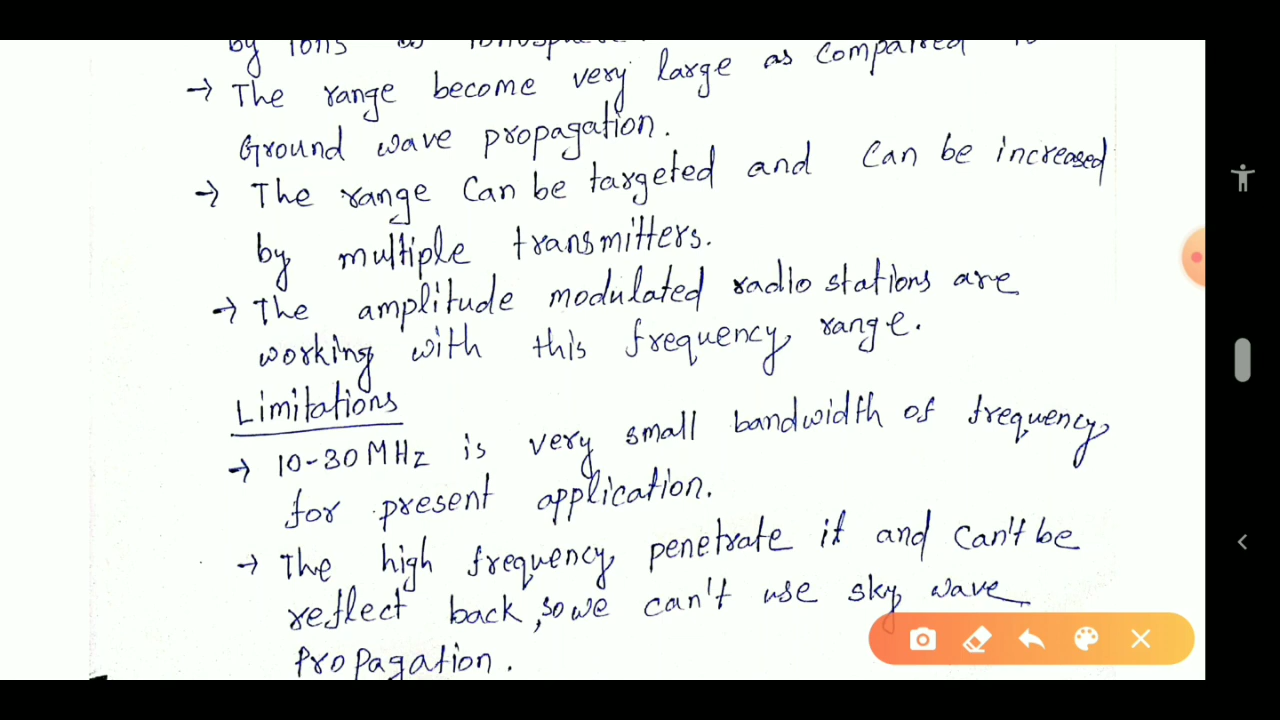 by ions
→ The range become very large as compaired to
Ground wave propagation.
→ The range can be targeted and can be increased
by multiple transmitters.
→ The amplitude modulated radio stations are
working with this frequency range.
Limitations
→ 10-30 MHz is very small bandwidth of frequency
for present application.
→ The high frequency penetrate it and can't be
reflect back, so we can't use sky wave
propagation.